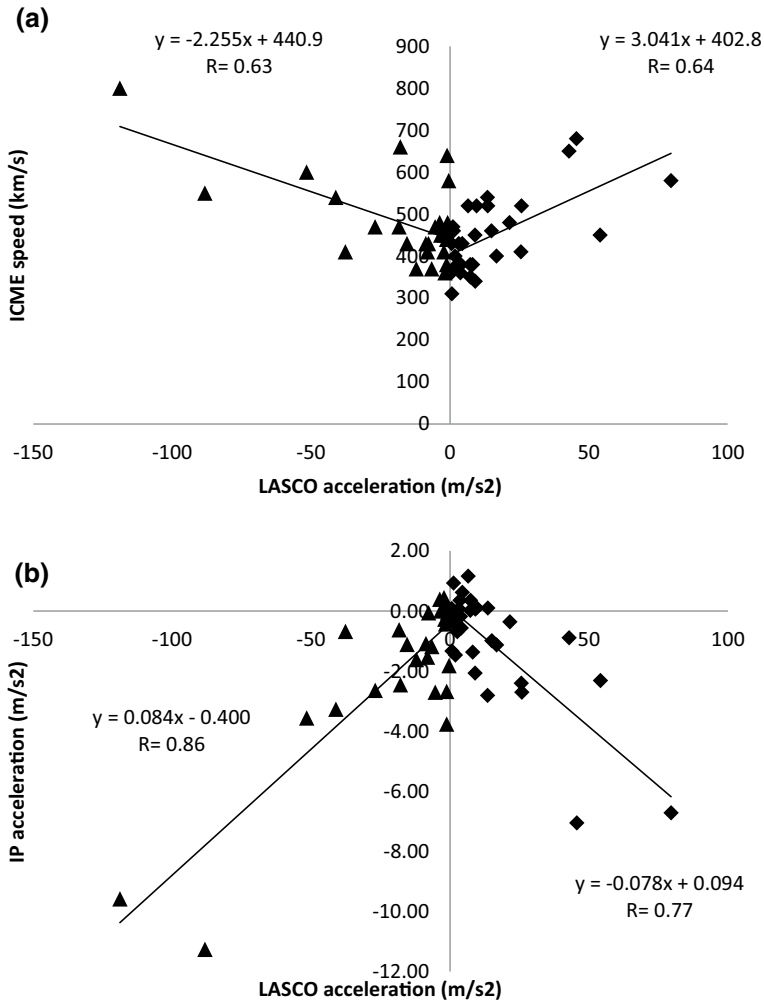 (a)
y = -2.255x + 440.9
R= 0.63
y = 3.041x + 402.8
R= 0.64
900
800
700
600
500
400
300
200
100
0
ICME speed (km/s)
-150 -100 -50 0 50 100
LASCO acceleration (m/s2)
(b)
2.00
0.00
-2.00
-4.00
-6.00
-8.00
-10.00
-12.00
IP acceleration (m/s2)
-150 -100 -50 0 50 100
y = 0.084x - 0.400
R= 0.86
y = -0.078x + 0.094
R= 0.77
LASCO acceleration (m/s2)